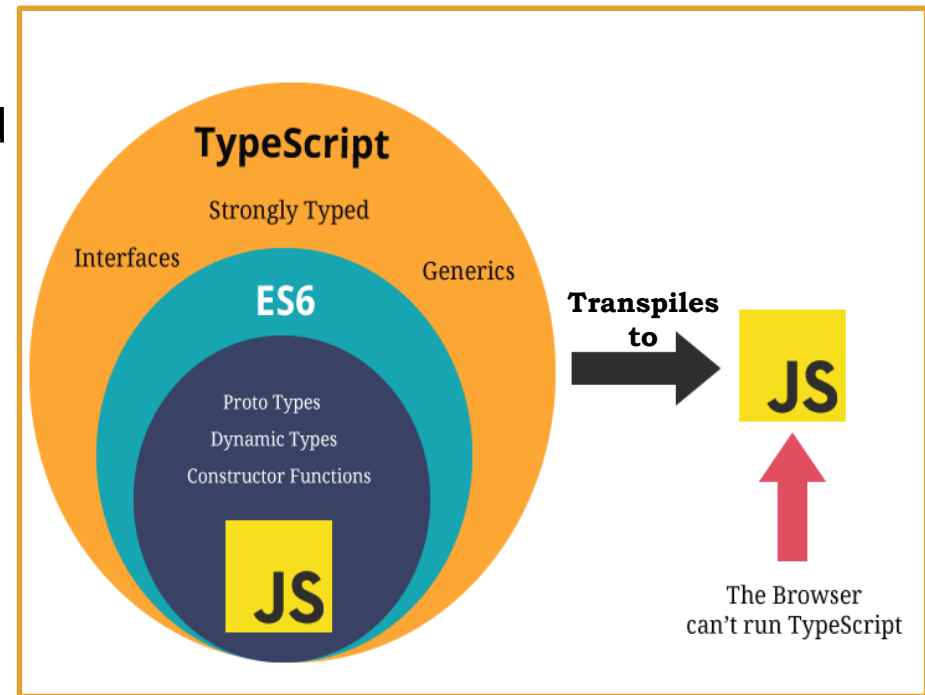 TypeScript
Strongly Typed
Interfaces
Generics
ES6
Proto Types
Dynamic Types
Constructor Functions
JS
Transpiles
to
JS
The Browser
can't run TypeScript